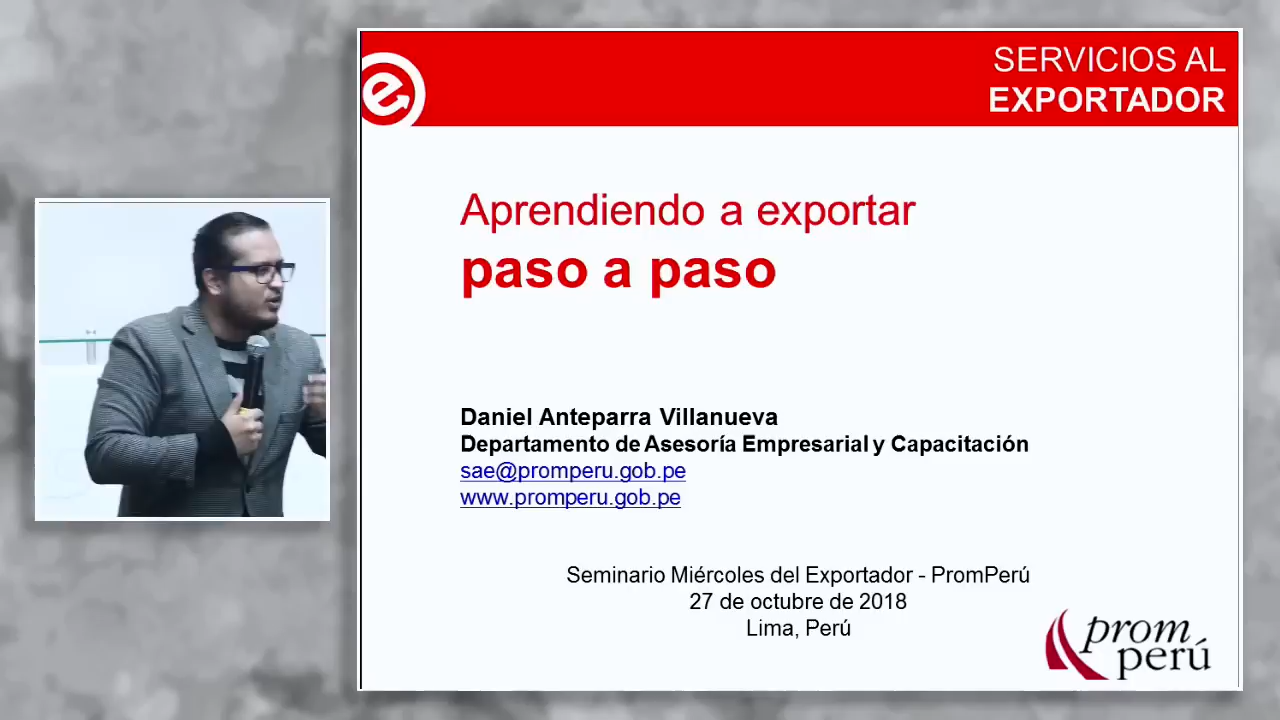 SERVICIOS AL
EXPORTADOR
Aprendiendo a exportar
paso a paso
Daniel Anteparra Villanueva
Departamento de Asesoría Empresarial y Capacitación
sae@promperu.gob.pe
www.promperu.gob.pe
Seminario Miércoles del Exportador - PromPerú
27 de octubre de 2018
Lima, Perú
prom
perú